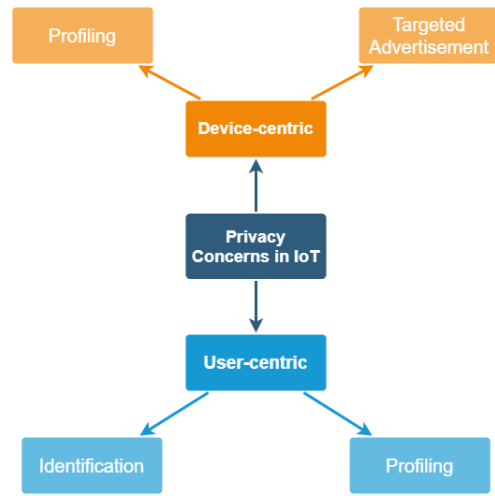 Profiling
Targeted
Advertisement
Device-centric
Privacy
Concerns in IoT
User-centric
Identification
Profiling